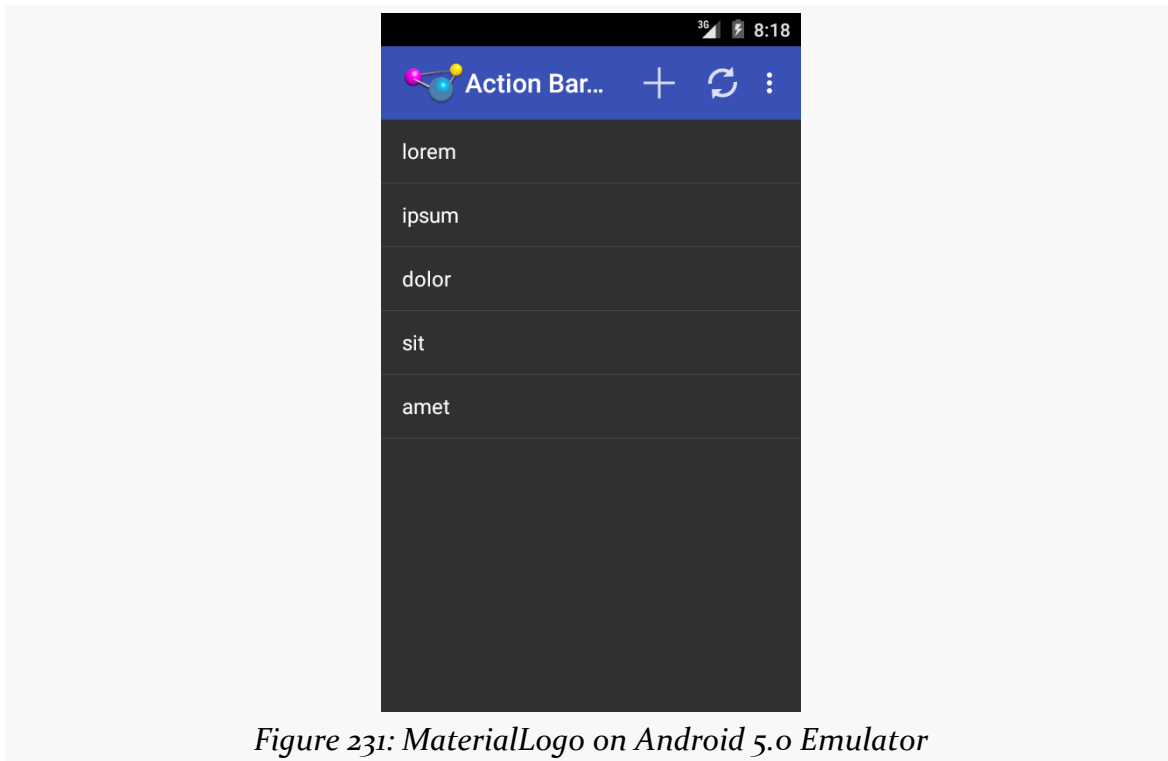 3G 8:18
Action Bar...
lorem
ipsum
dolor
sit
amet
Figure 231: MaterialLogo on Android 5.0 Emulator